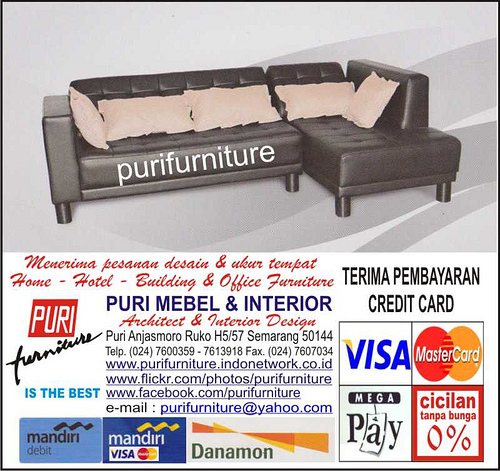 purifurniture
Menerima pesanan desain & ukur tempat
Home - Hotel - Building & Office Furniture
TERIMA PEMBAYARAN
CREDIT CARD
PURI
furniture
IS THE BEST
PURI MEBEL & INTERIOR
Architect & Interior Design
Puri Anjasmoro Ruko H5/57 Semarang 50144
Telp. (024) 7600359 - 7613918 Fax. (024) 7607034
www.purifurniture.indonetwork.co.id
www.flickr.com/photos/purifurniture
www.facebook.com/purifurniture
e-mail : purifurniture@yahoo.com
VISA
MasterCard
MEGA
Pay
cicilan
tanpa bunga
0%
mandiri
debit
mandiri
VISA MasterCard
Danamon